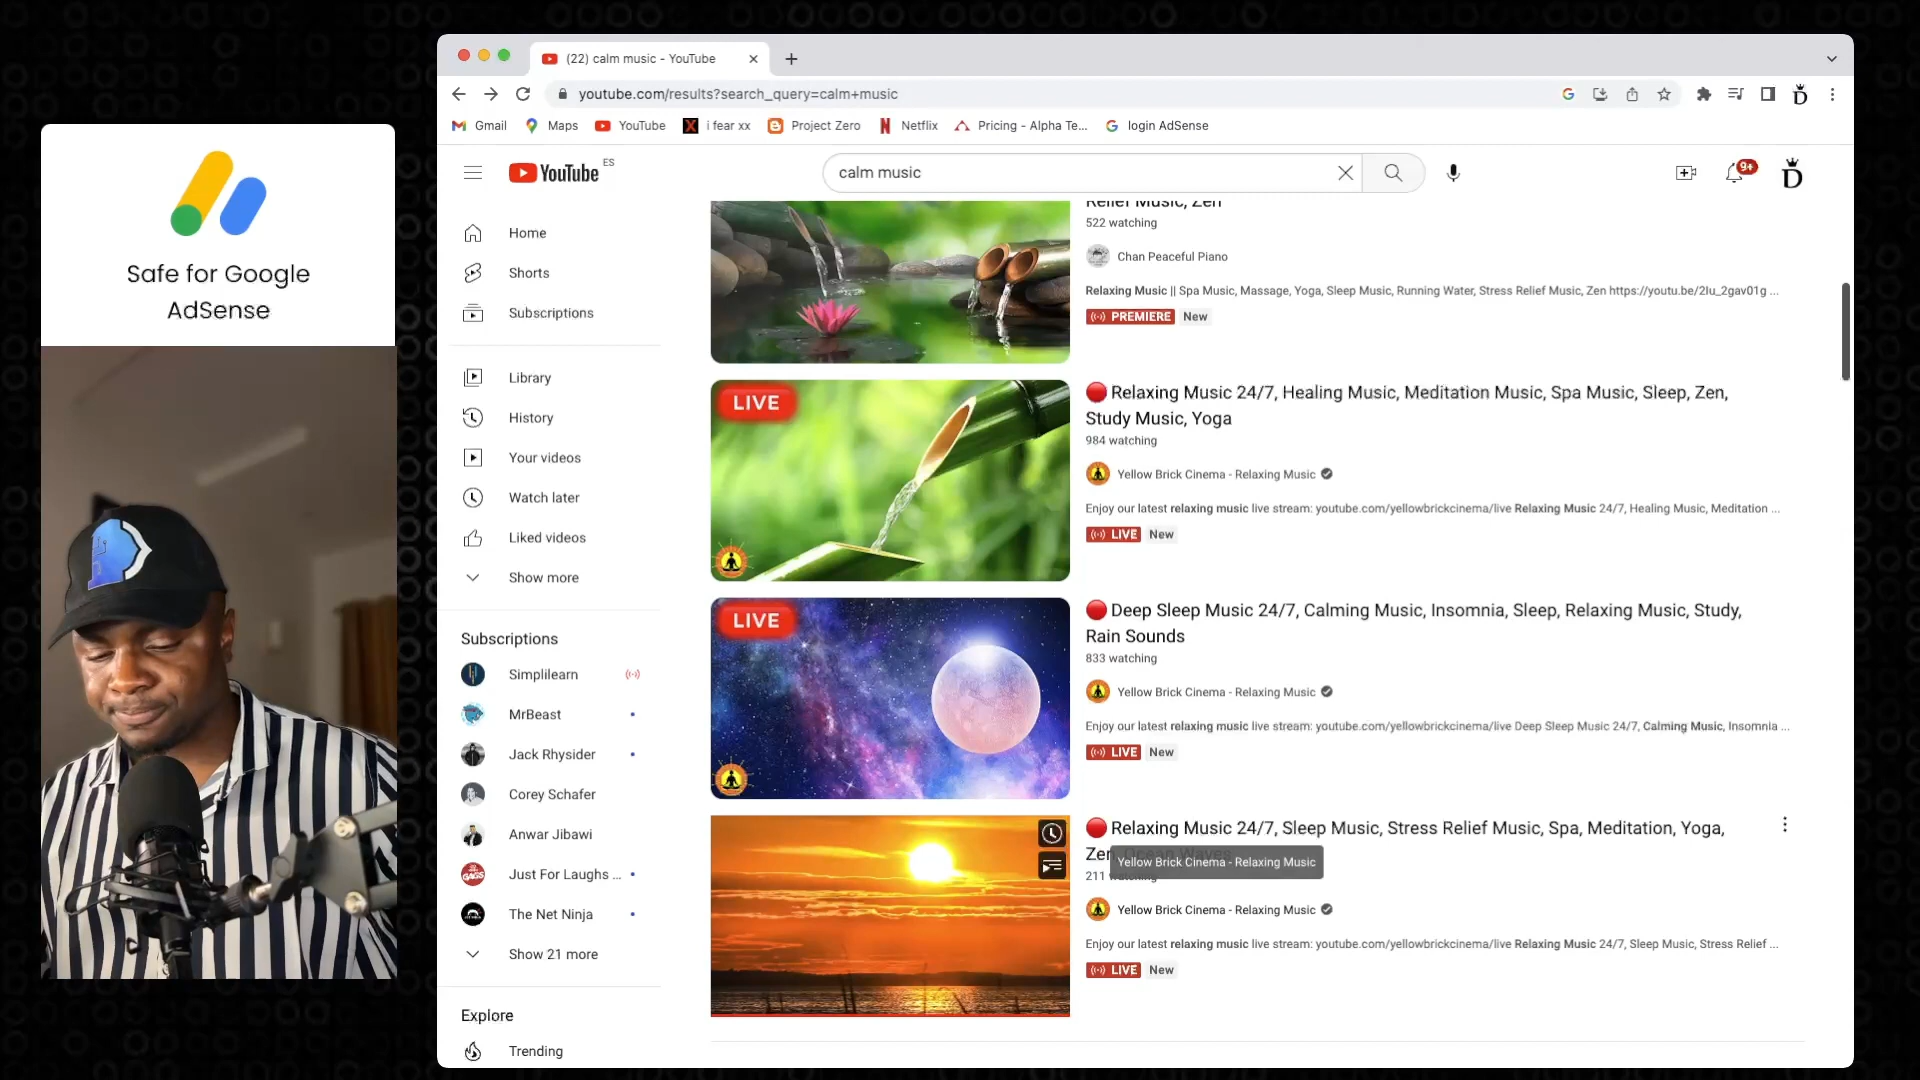 Safe for Google
AdSense
(22) calm music - YouTube
youtube.com/results?search_query=calm+music
Gmail
Maps
YouTube
i fear xx
Project Zero
Netflix
Pricing - Alpha Te...
login AdSense
YouTube
ES
calm music
9+
D
Home
Shorts
Subscriptions
Library
History
Your videos
Watch later
Liked videos
Show more
Subscriptions
Simplilearn
MrBeast
Jack Rhysider
Corey Schafer
Anwar Jibawi
Just For Laughs ...
The Net Ninja
Show 21 more
Explore
Trending
Relief Music, Zen
522 watching
Chan Peaceful Piano
Relaxing Music || Spa Music, Massage, Yoga, Sleep Music, Running Water, Stress Relief Music, Zen https://youtu.be/2lu_2gav01g ...
PREMIERE New
LIVE
Relaxing Music 24/7, Healing Music, Meditation Music, Spa Music, Sleep, Zen,
Study Music, Yoga
984 watching
Yellow Brick Cinema - Relaxing Music
Enjoy our latest relaxing music live stream: youtube.com/yellowbrickcinema/live Relaxing Music 24/7, Healing Music, Meditation ...
LIVE New
LIVE
Deep Sleep Music 24/7, Calming Music, Insomnia, Sleep, Relaxing Music, Study,
Rain Sounds
833 watching
Yellow Brick Cinema - Relaxing Music
Enjoy our latest relaxing music live stream: youtube.com/yellowbrickcinema/live Deep Sleep Music 24/7, Calming Music, Insomnia ...
LIVE New
Relaxing Music 24/7, Sleep Music, Stress Relief Music, Spa, Meditation, Yoga,
Zen, Ocean Waves
Yellow Brick Cinema - Relaxing Music
211 watching
Yellow Brick Cinema - Relaxing Music
Enjoy our latest relaxing music live stream: youtube.com/yellowbrickcinema/live Relaxing Music 24/7, Sleep Music, Stress Relief ...
LIVE New